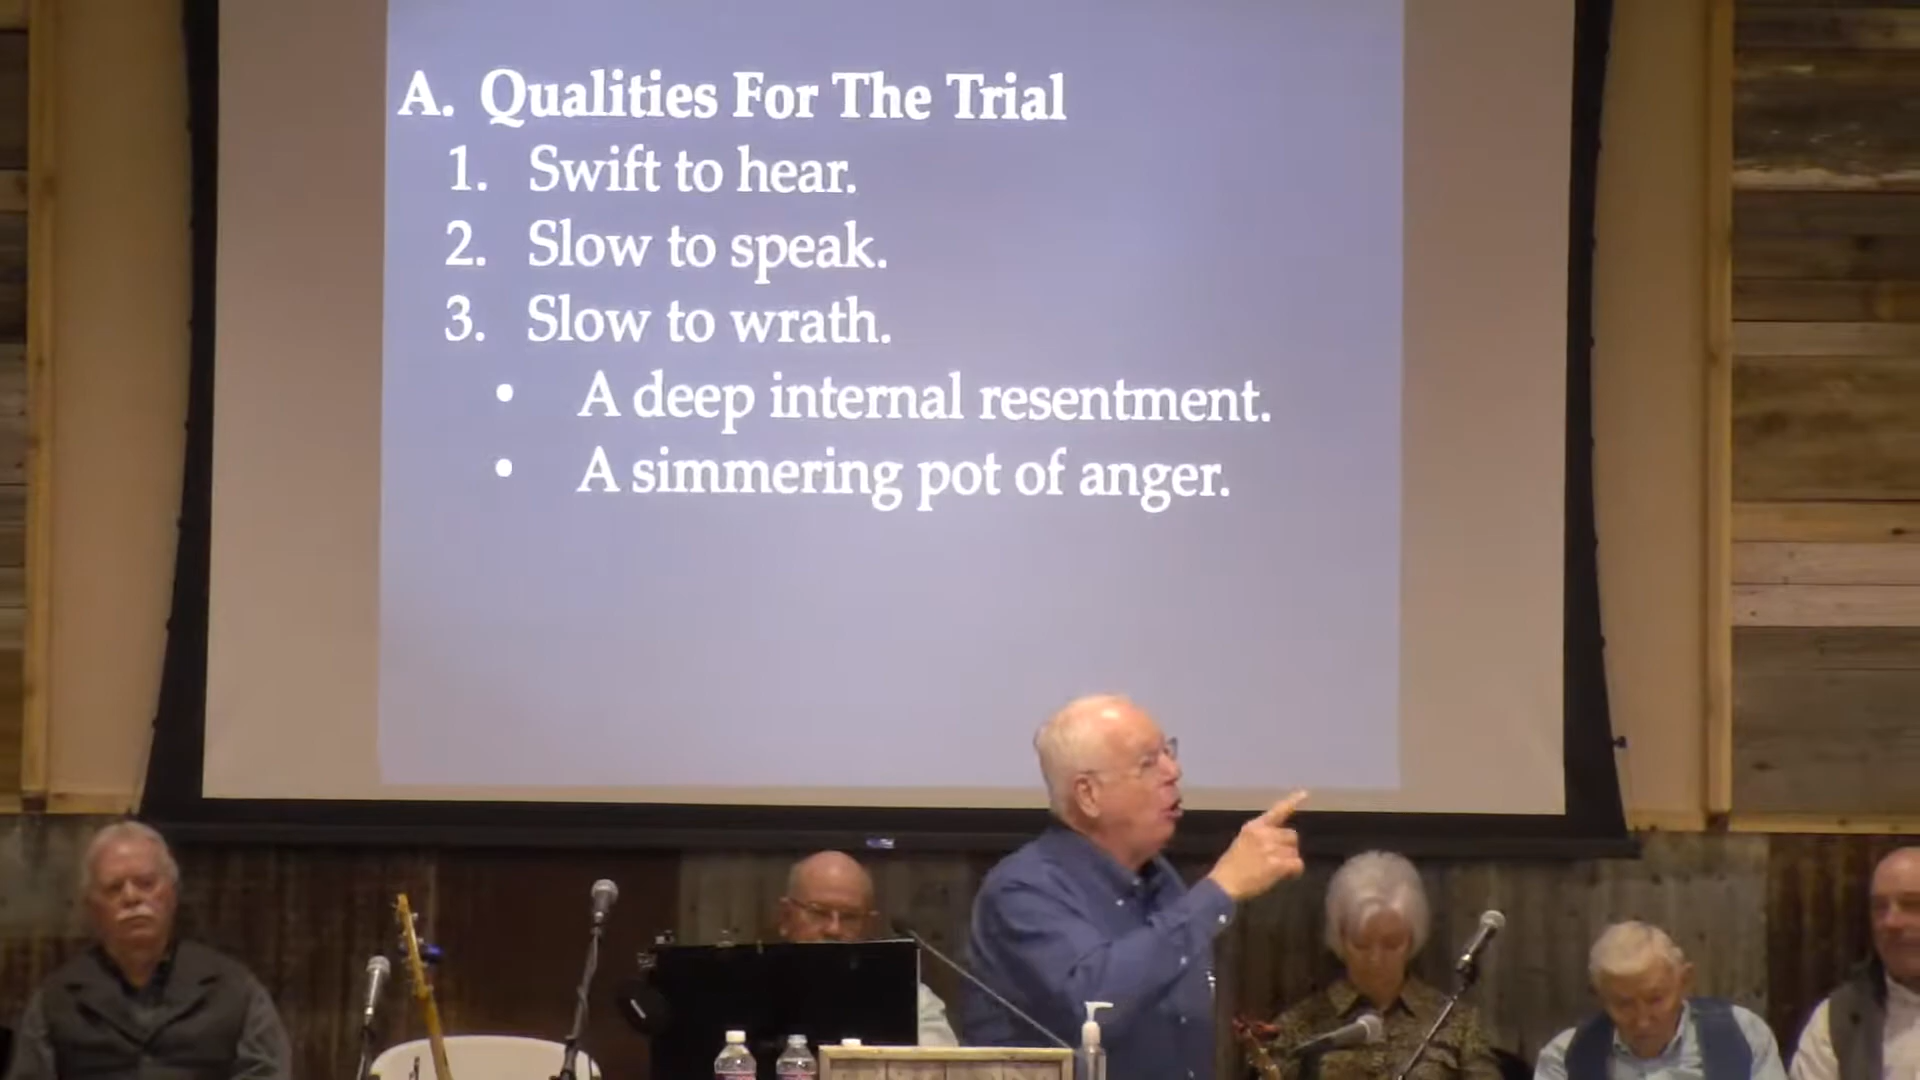 A. Qualities For The Trial
1. Swift to hear.
2. Slow to speak.
3. Slow to wrath.
• A deep internal resentment.
• A simmering pot of anger.